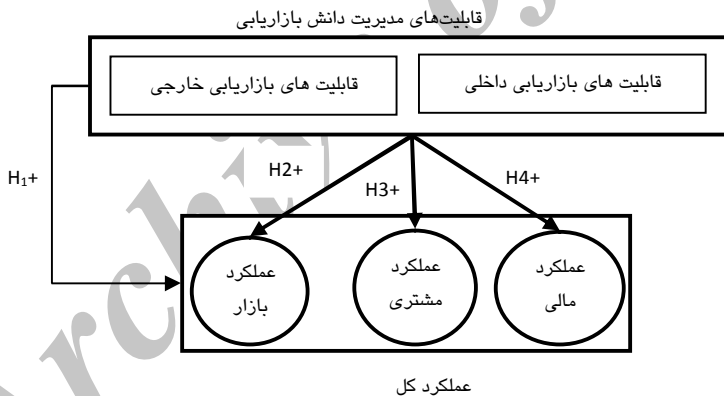 قابلیت‌های مدیریت دانش بازاریابی
قابلیت های بازاریابی داخلی
قابلیت های بازاریابی خارجی
H₁+
H2+
H3+
H4+
عملکرد
مالی
عملکرد
مشتری
عملکرد
بازار
عملکرد کل